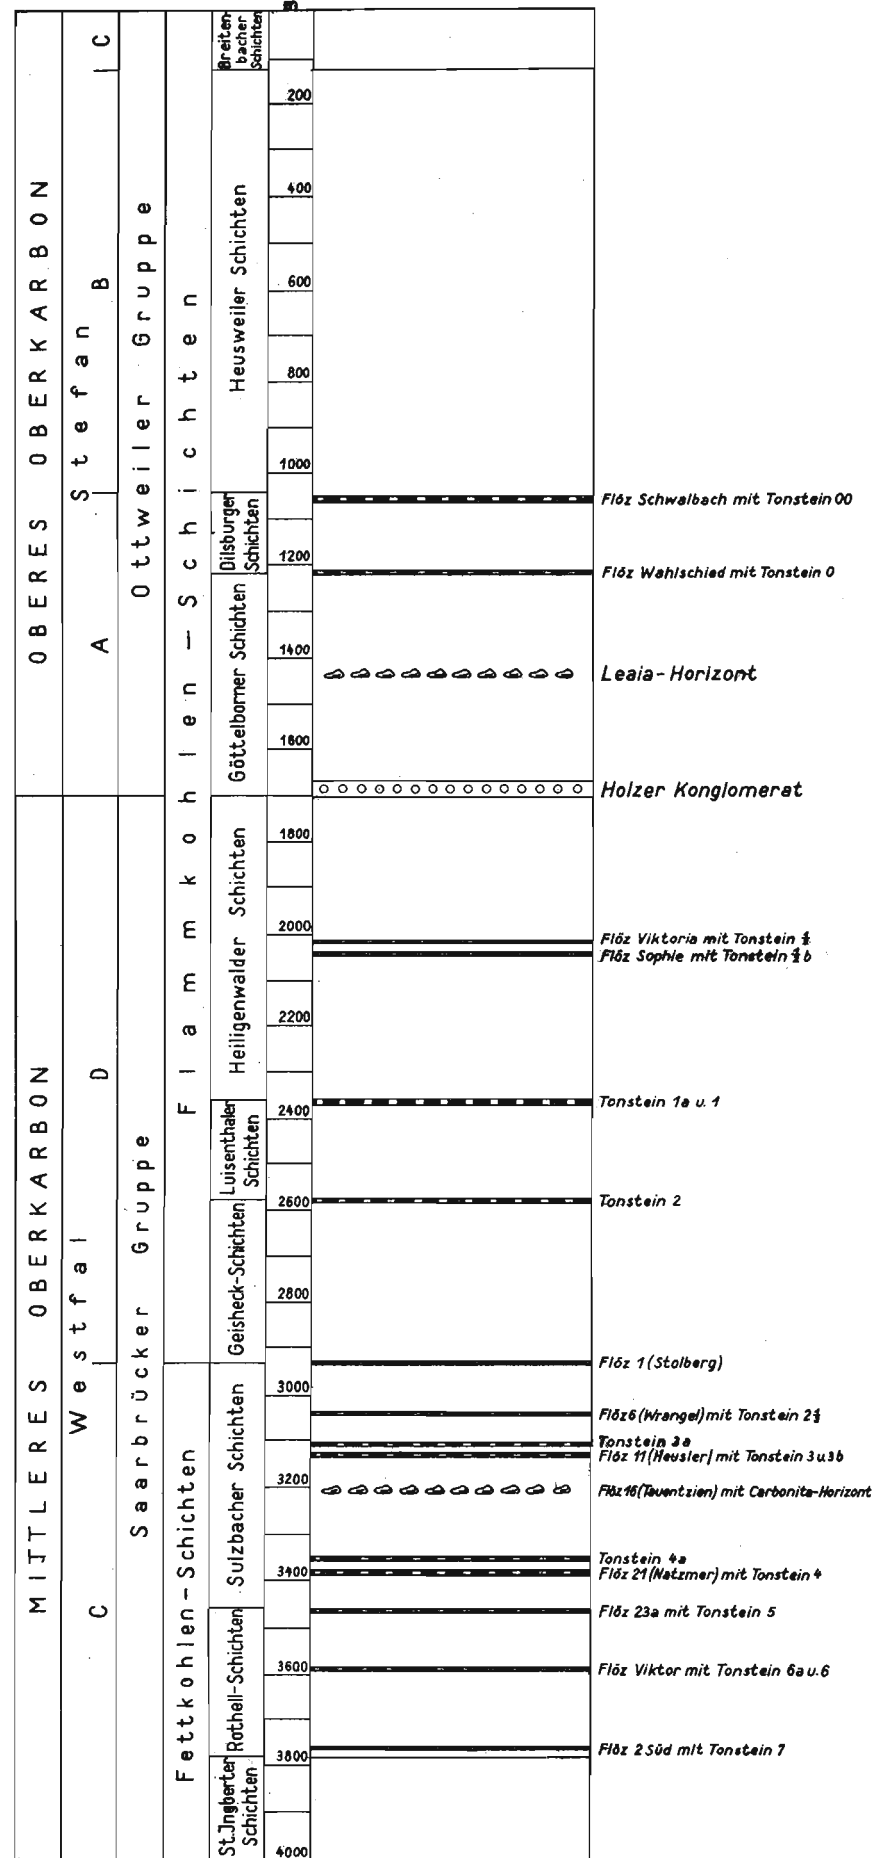 OBERES OBERKARBON
MITTLERES OBERKARBON
Stefan
C
B
A
Westfal
D
C
Ottweiler Gruppe
Saarbrücker Gruppe
Flammkohlen-Schichten
Fettkohlen-Schichten
Breiten-
bacher
Schichten
Heusweiler Schichten
Dilsburger
Schichten
Göttelborner Schichten
Heiligenwalder Schichten
Luisenthaler
Schichten
Geisheck-Schichten
Sulzbacher Schichten
Rothell-Schichten
St.Jngberter
Schichten
200
400
600
800
1000
1200
1400
1600
1800
2000
2200
2400
2600
2800
3000
3200
3400
3600
3800
4000
Flöz Schwalbach mit Tonstein 00
Flöz Wahlschied mit Tonstein 0
Leaia-Horizont
Holzer Konglomerat
Flöz Viktoria mit Tonstein
Flöz Sophie mit Tonstein
Tonstein 1a u. 1
Tonstein 2
Flöz 1 (Stolberg)
Flöz 6 (Wrangel) mit Tonstein 2½
Tonstein 3a
Flöz 11 (Heusler) mit Tonstein 3 u.3b
Flöz 16 (Tauentzien) mit Carbonita-Horizont
Tonstein 4a
Flöz 21 (Natzmer) mit Tonstein 4
Flöz 23a mit Tonstein 5
Flöz Viktor mit Tonstein 6a u. 6
Flöz 2 Süd mit Tonstein 7